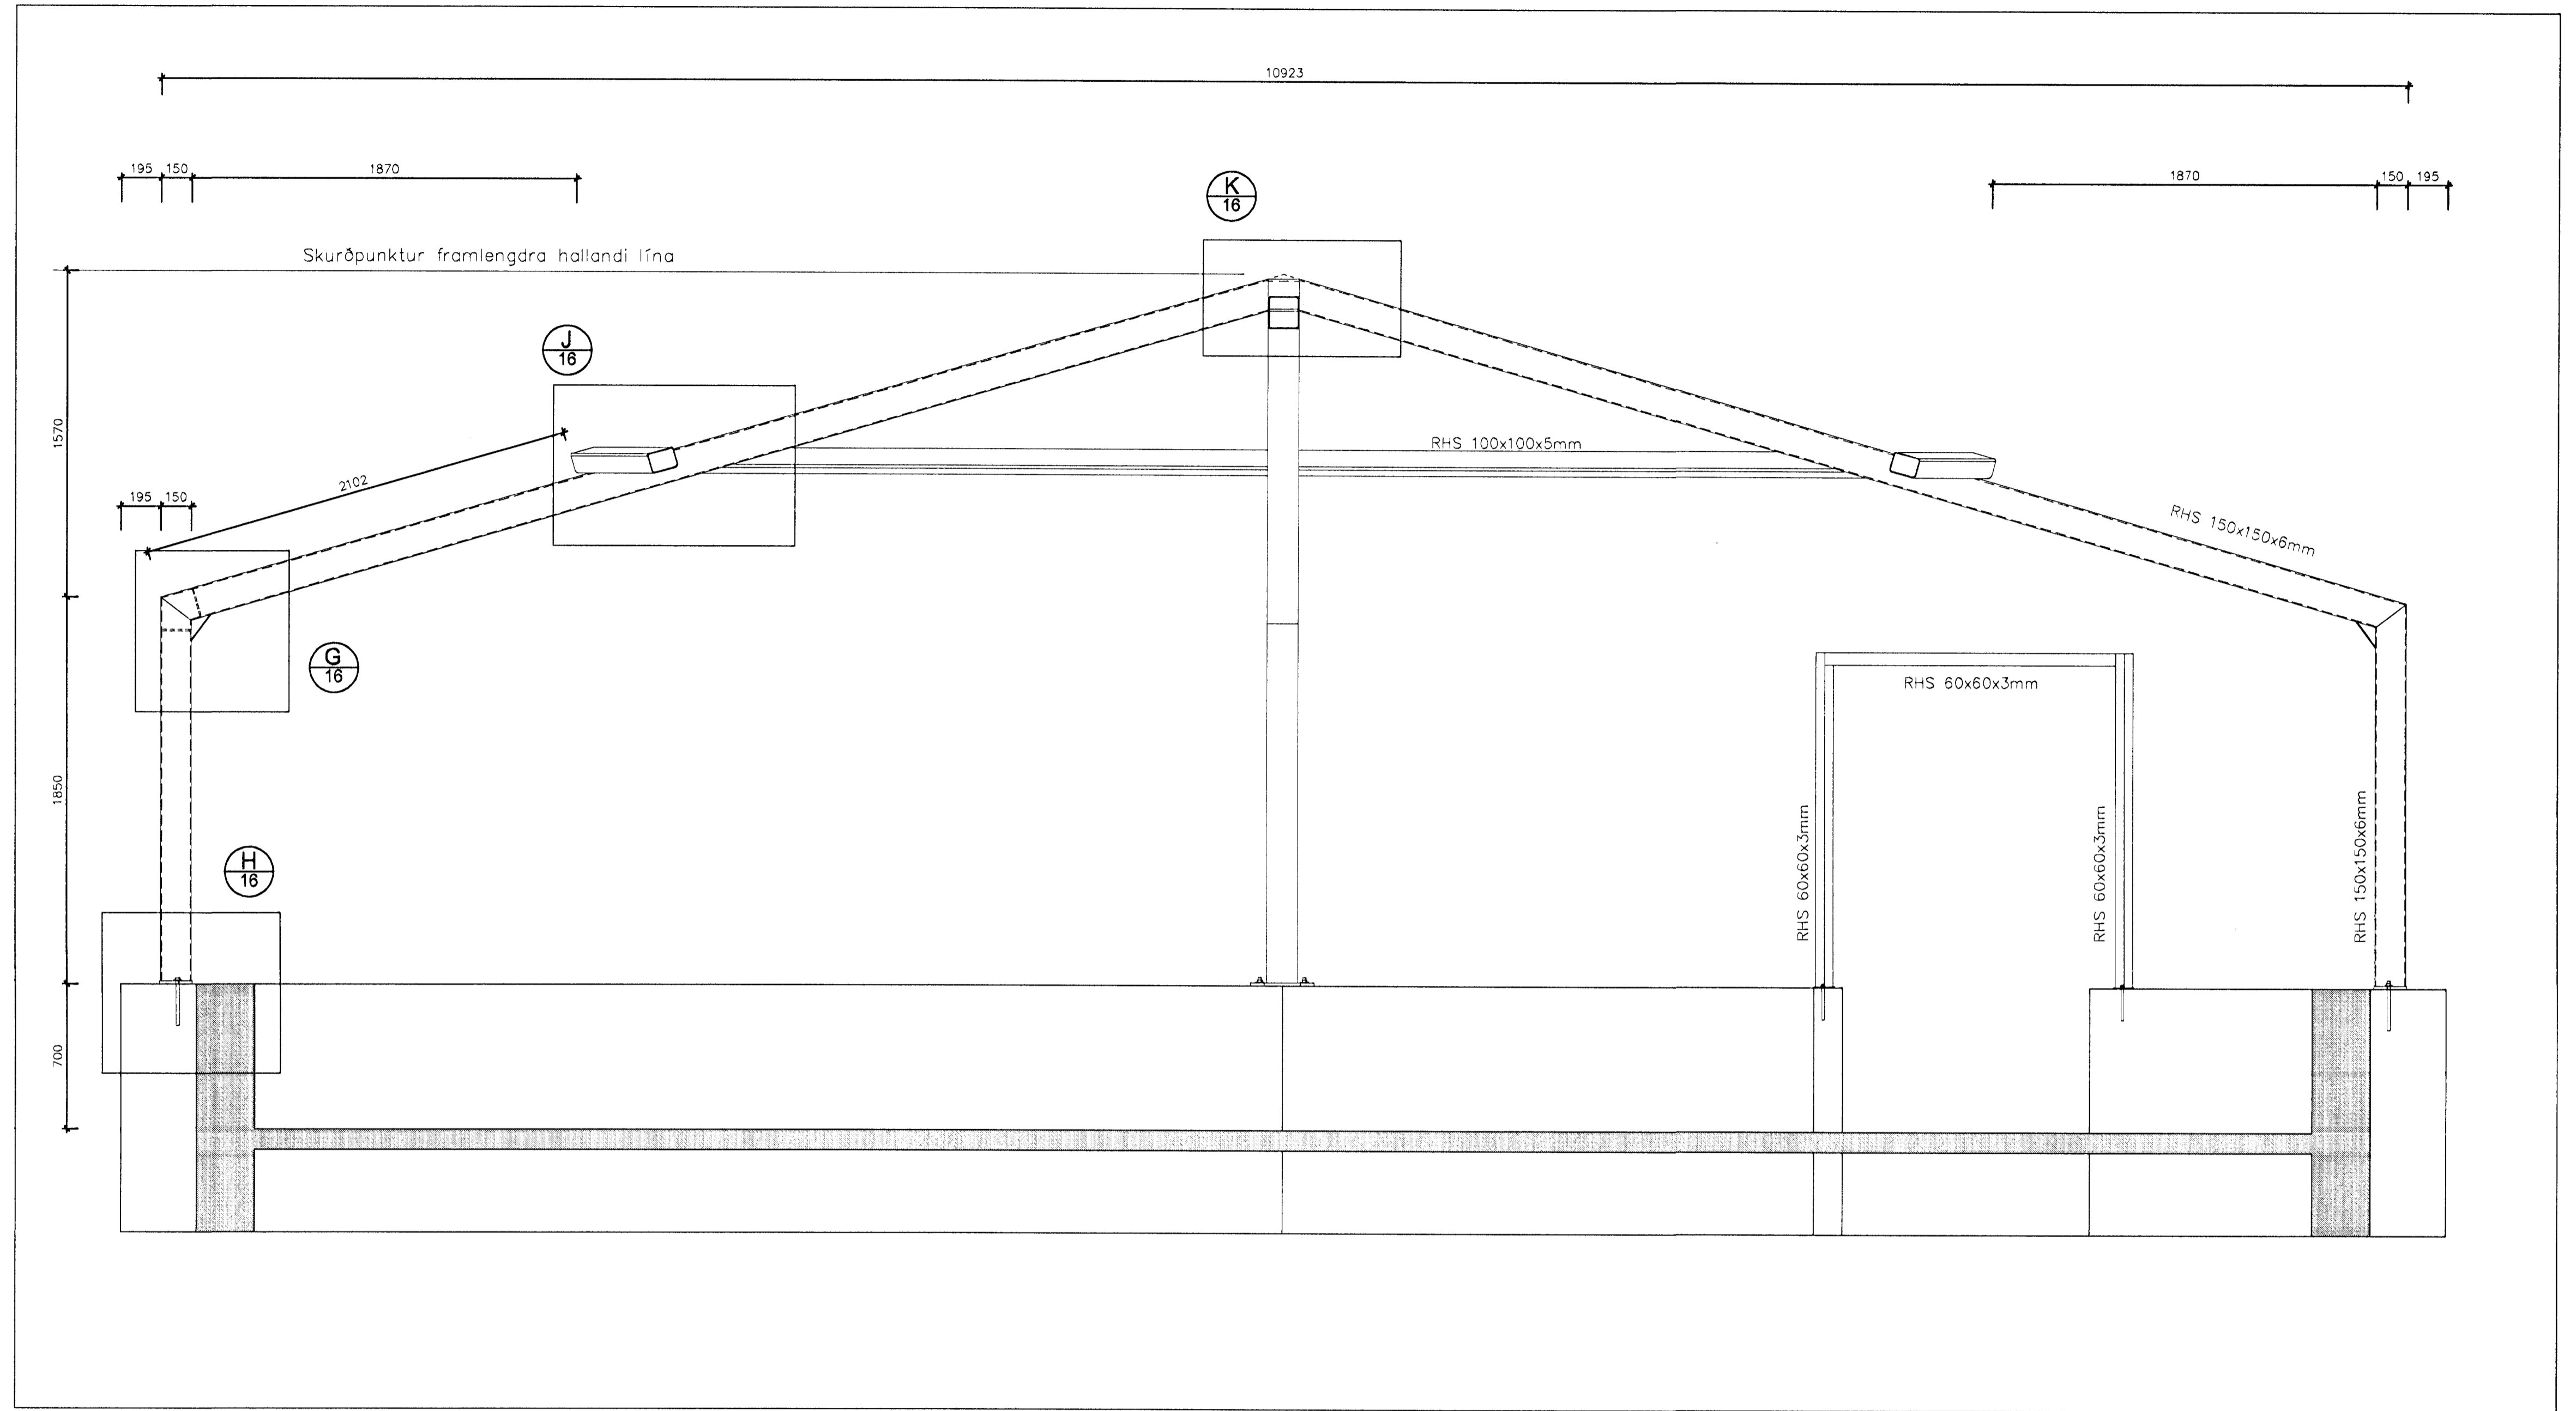 10923
195 150 1870
1870 150 195
K
16
Skurðpunktur framlengdra hallandi lína
J
16
1570
RHS 100x100x5mm
2102
195 150
RHS 150x150x6mm
G
16
RHS 60x60x3mm
1850
RHS 60x60x3mm
RHS 60x60x3mm
RHS 150x150x6mm
H
16
700